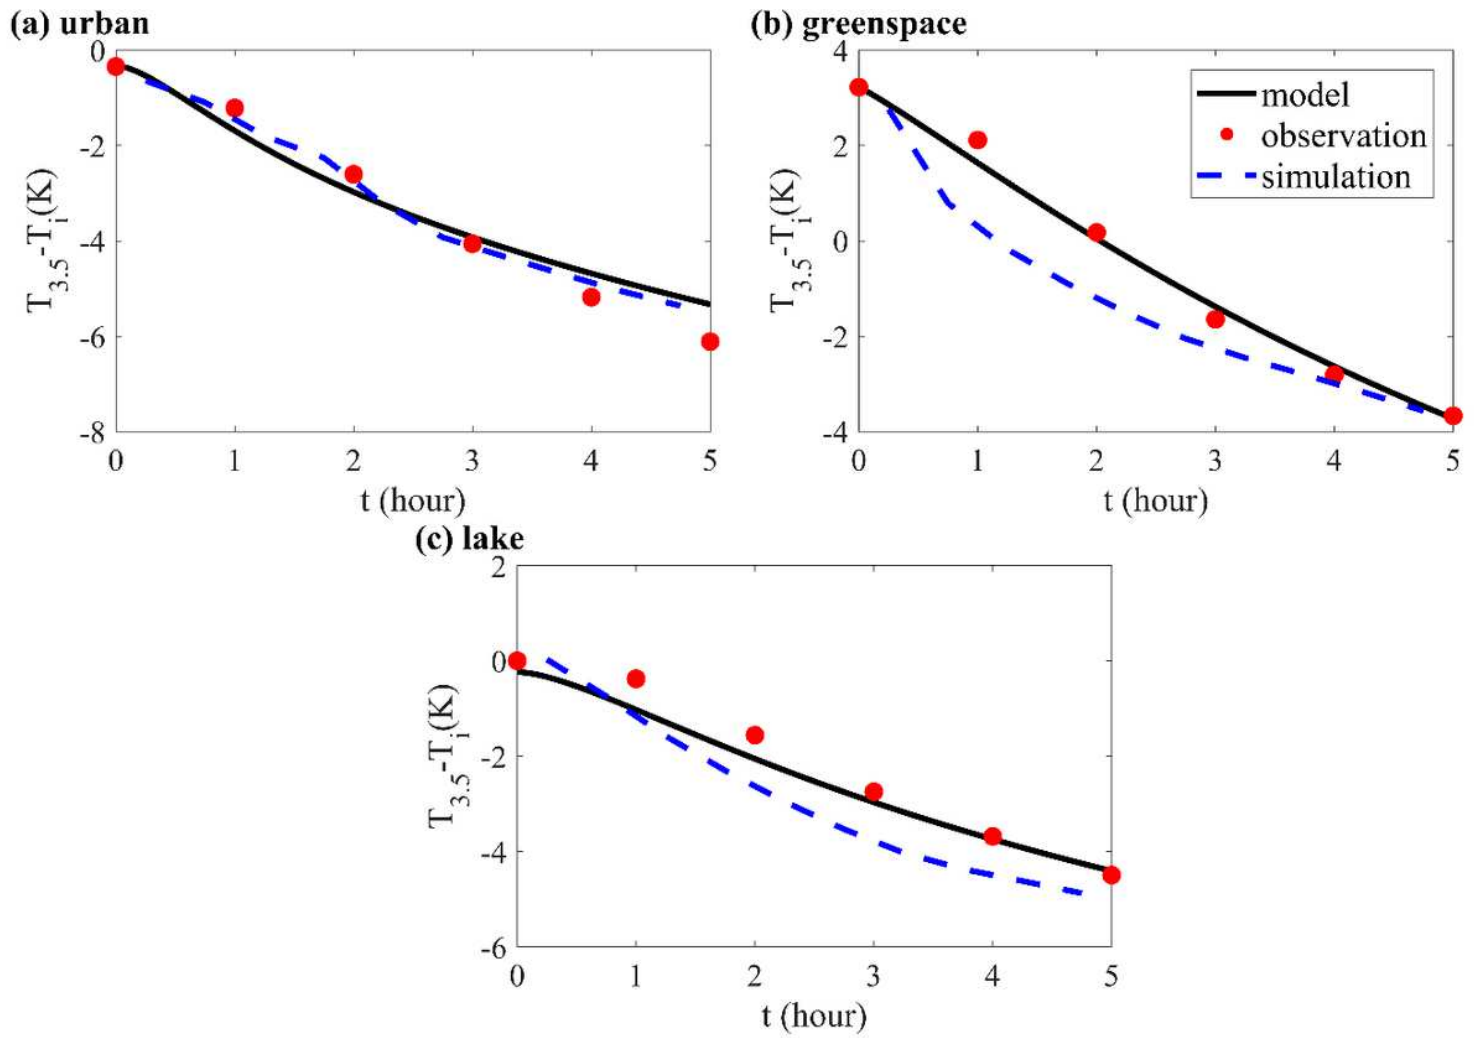 (a) urban
0
-2
-4
-6
-8
T3.5-Ti(K)
0 1 2 3 4 5
t (hour)
(b) greenspace
4
2
0
-2
-4
T3.5-Ti(K)
model
observation
simulation
0 1 2 3 4 5
t (hour)
(c) lake
2
0
-2
-4
-6
T3.5-Ti(K)
0 1 2 3 4 5
t (hour)